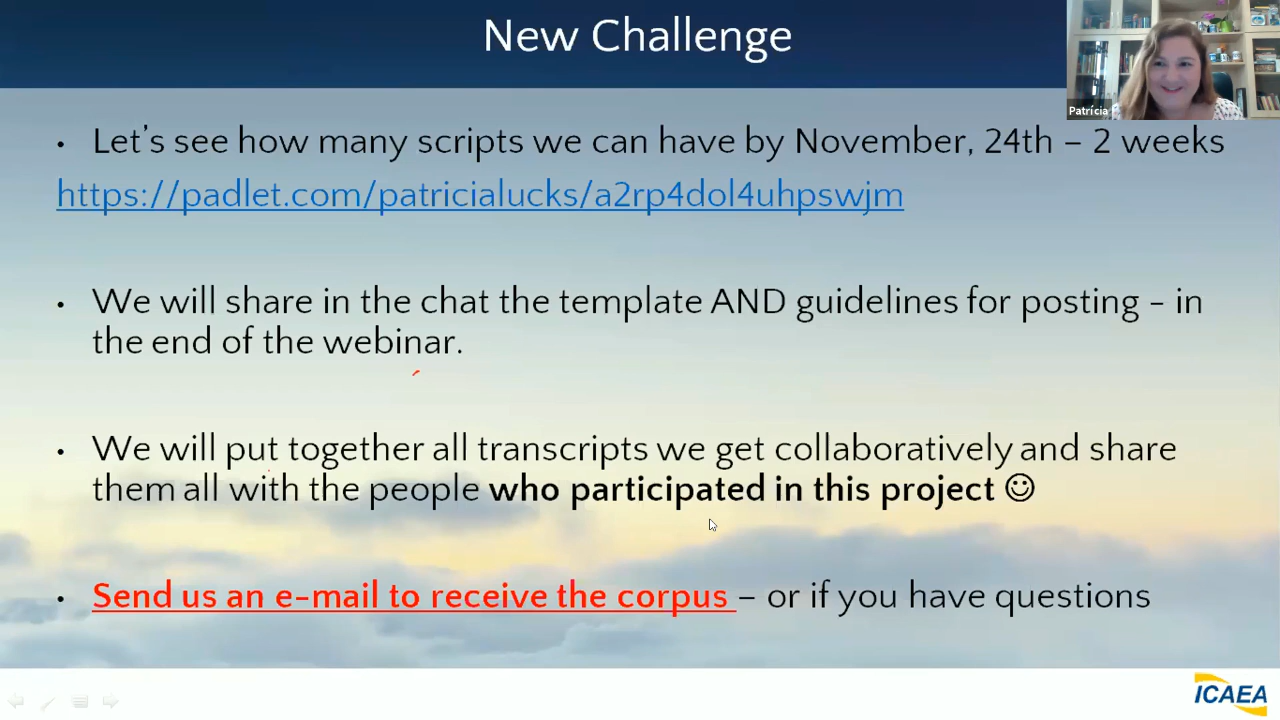 New Challenge
Patrícia
• Let's see how many scripts we can have by November, 24th – 2 weeks
https://padlet.com/patricialucks/a2rp4dol4uhpswjm
• We will share in the chat the template AND guidelines for posting - in
the end of the webinar.
• We will put together all transcripts we get collaboratively and share
them all with the people who participated in this project ☺
• Send us an e-mail to receive the corpus – or if you have questions
ICAEA